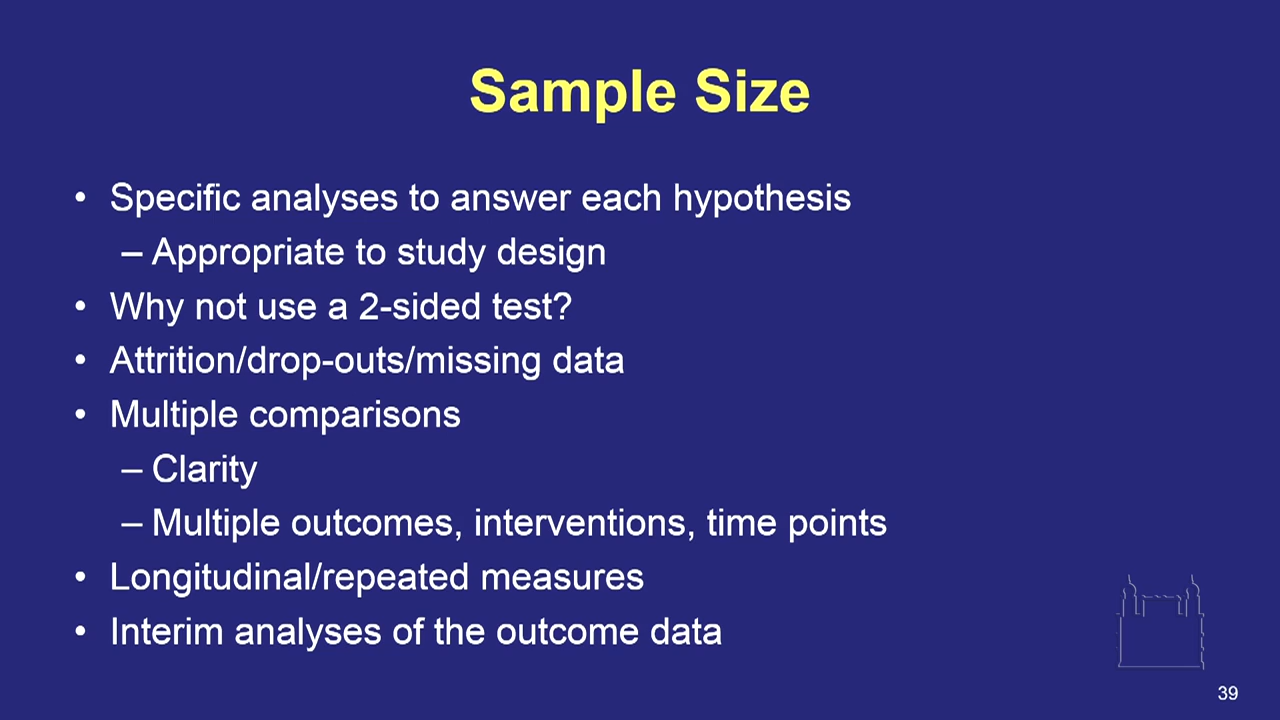 Sample Size
• Specific analyses to answer each hypothesis
– Appropriate to study design
• Why not use a 2-sided test?
• Attrition/drop-outs/missing data
• Multiple comparisons
– Clarity
– Multiple outcomes, interventions, time points
• Longitudinal/repeated measures
• Interim analyses of the outcome data
39